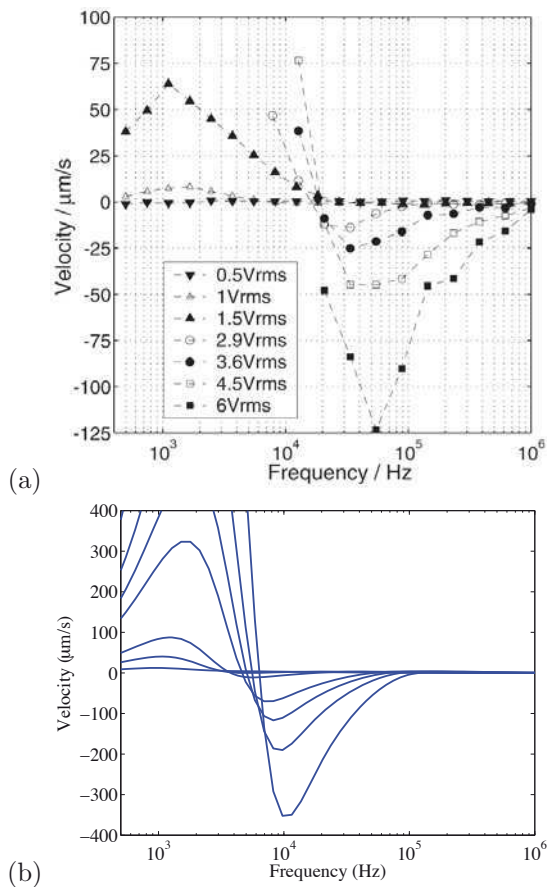 100
75
50
25
0
-25
-50
-75
-100
-125
Velocity / μm/s
0.5Vrms
1Vrms
1.5Vrms
2.9Vrms
3.6Vrms
4.5Vrms
6Vrms
10³ 10⁴ 10⁵ 10⁶
Frequency / Hz
(a)
400
300
200
100
0
−100
−200
−300
−400
Velocity (μm/s)
10³ 10⁴ 10⁵ 10⁶
Frequency (Hz)
(b)